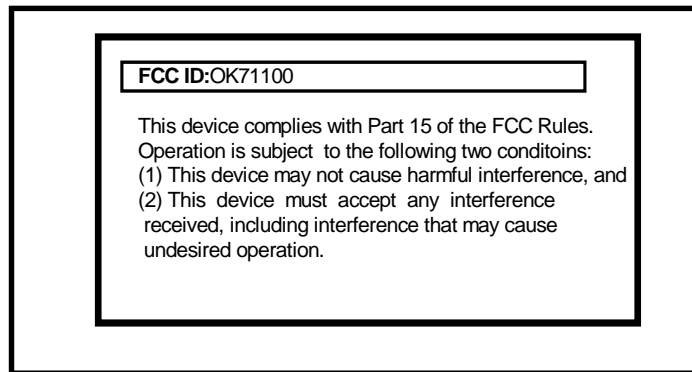 FCC ID:OK71100
This device complies with Part 15 of the FCC Rules.
Operation is subject to the following two conditoins:
(1) This device may not cause harmful interference, and
(2) This device must accept any interference
received, including interference that may cause
undesired operation.